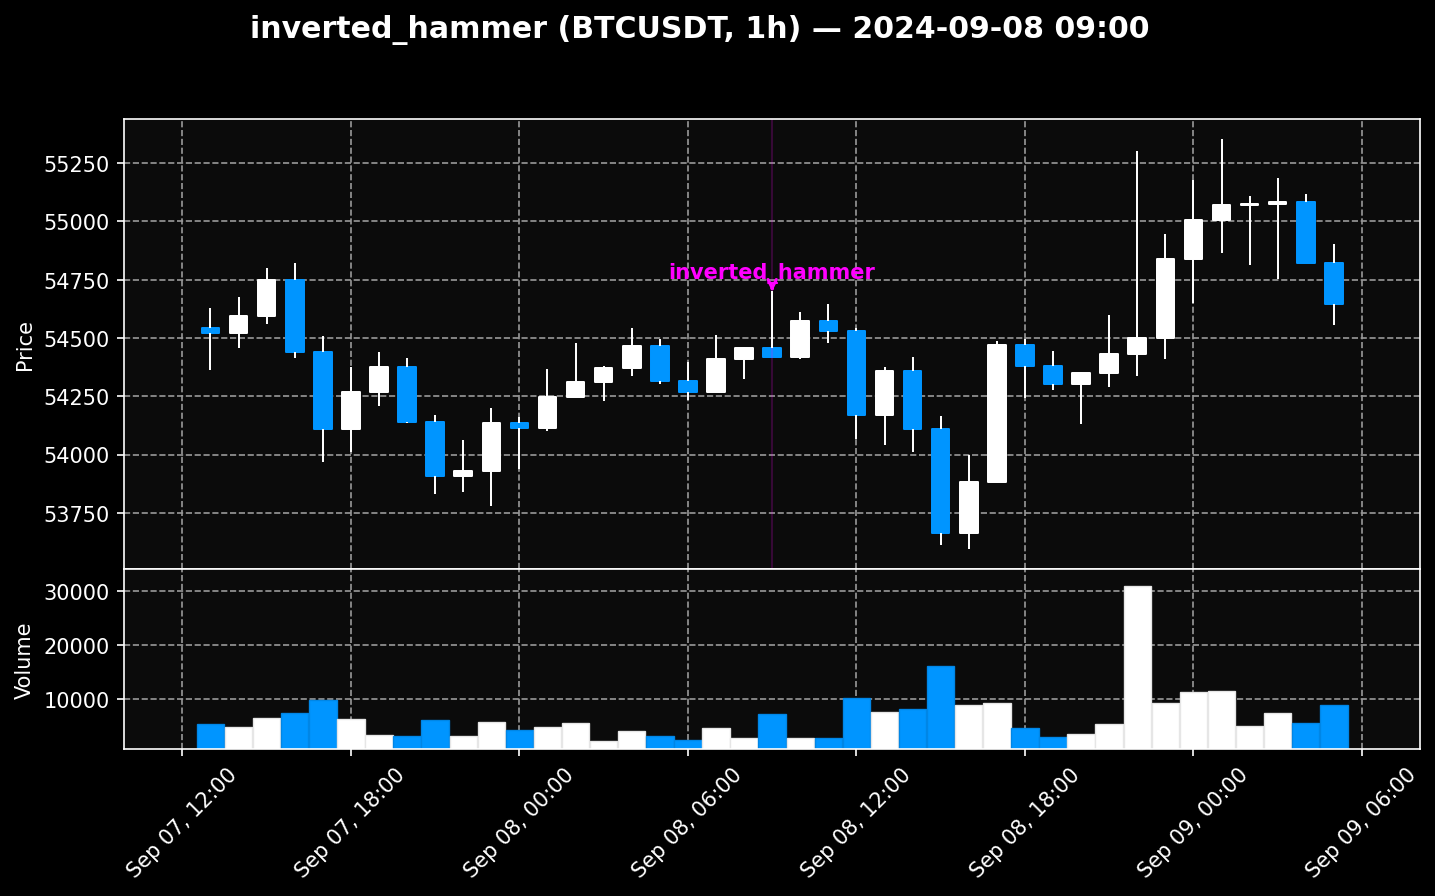 inverted_hammer (BTCUSDT, 1h) — 2024-09-08 09:00
55250
55000
54750
54500
54250
54000
53750
Price
inverted_hammer
30000
20000
10000
Volume
Sep 07, 12:00
Sep 07, 18:00
Sep 08, 00:00
Sep 08, 06:00
Sep 08, 12:00
Sep 08, 18:00
Sep 09, 00:00
Sep 09, 06:00